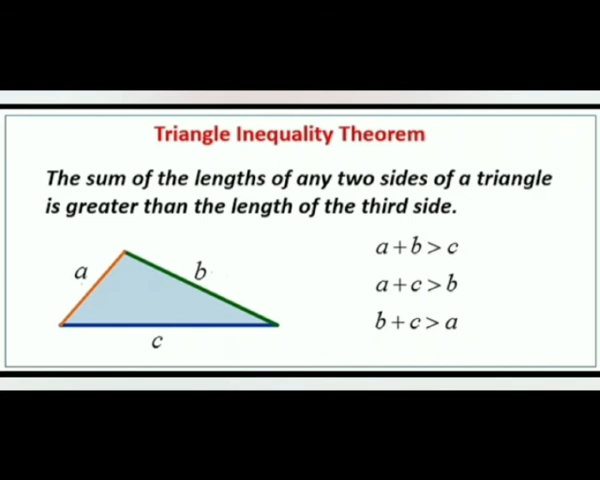 Triangle Inequality Theorem
The sum of the lengths of any two sides of a triangle
is greater than the length of the third side.
a+b>c
a
b
a+c>b
b+c>a
c